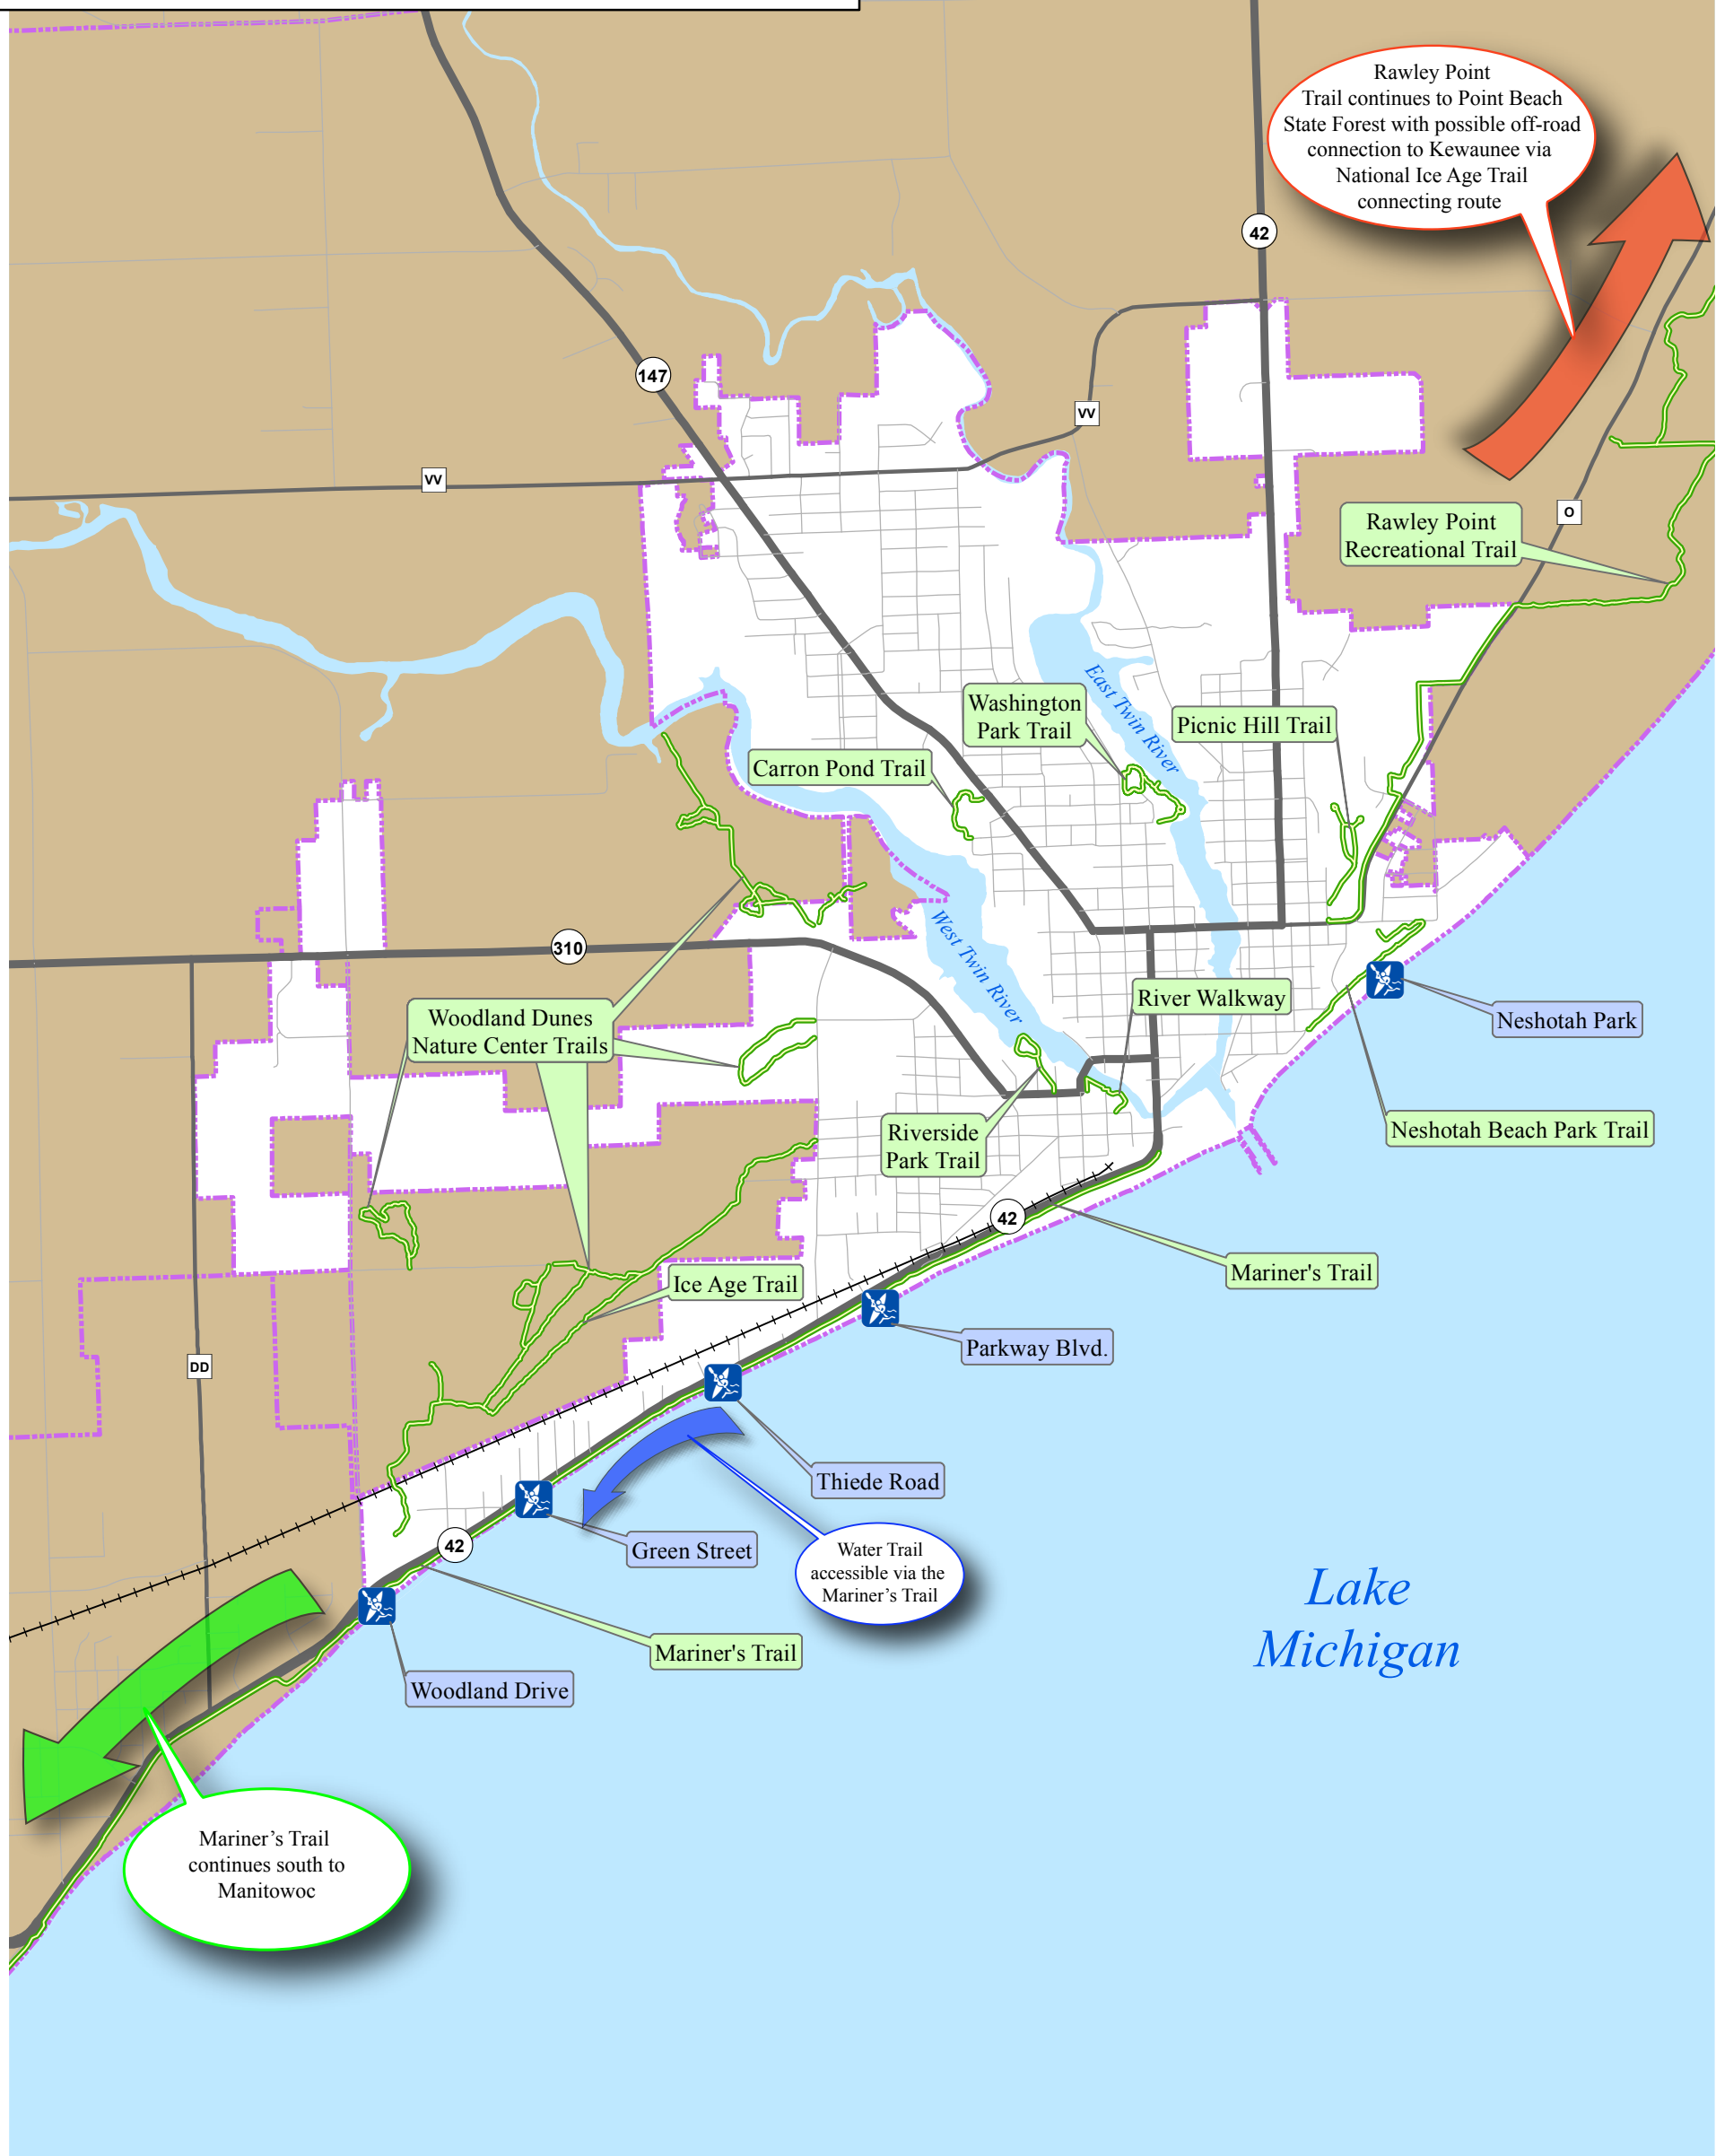 Rawley Point
Trail continues to Point Beach
State Forest with possible off-road
connection to Kewaunee via
National Ice Age Trail
connecting route
42
147
VV
VV
O
Rawley Point
Recreational Trail
East Twin River
Washington
Park Trail
Picnic Hill Trail
Carron Pond Trail
310
West Twin River
River Walkway
Woodland Dunes
Nature Center Trails
Neshotah Park
Riverside
Park Trail
Neshotah Beach Park Trail
42
Mariner's Trail
Ice Age Trail
Parkway Blvd.
DD
Thiede Road
Green Street
42
Water Trail
accessible via the
Mariner’s Trail
Lake
Michigan
Mariner's Trail
Woodland Drive
Mariner’s Trail
continues south to
Manitowoc